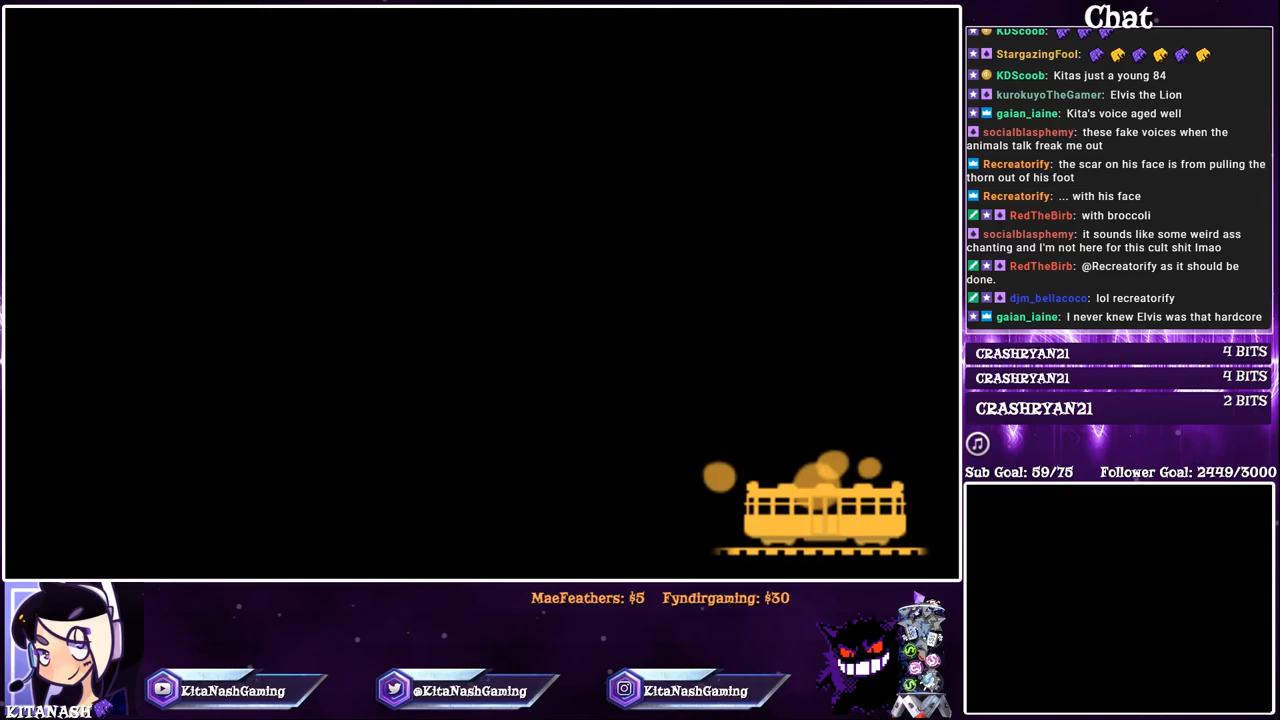 Chat
KDScoob:
StargazingFool:
KDScoob: Kitas just a young 84
kurokuyoTheGamer: Elvis the Lion
gaian_iaine: Kita's voice aged well
socialblasphemy: these fake voices when the
animals talk freak me out
Recreatorify: the scar on his face is from pulling the
thorn out of his foot
Recreatorify: ... with his face
RedTheBirb: with broccoli
socialblasphemy: it sounds like some weird ass
chanting and I'm not here for this cult shit lmao
RedTheBirb: @Recreatorify as it should be
done.
djm_bellacoco: lol recreatorify
gaian_iaine: I never knew Elvis was that hardcore
CRASHRYAN21 4 BITS
CRASHRYAN21 4 BITS
CRASHRYAN21 2 BITS
Sub Goal: 59/75 Follower Goal: 2449/3000
MaeFeathers: $5 Fyndirgaming: $30
KitaNashGaming @KitaNashGaming KitaNashGaming
KITANASH